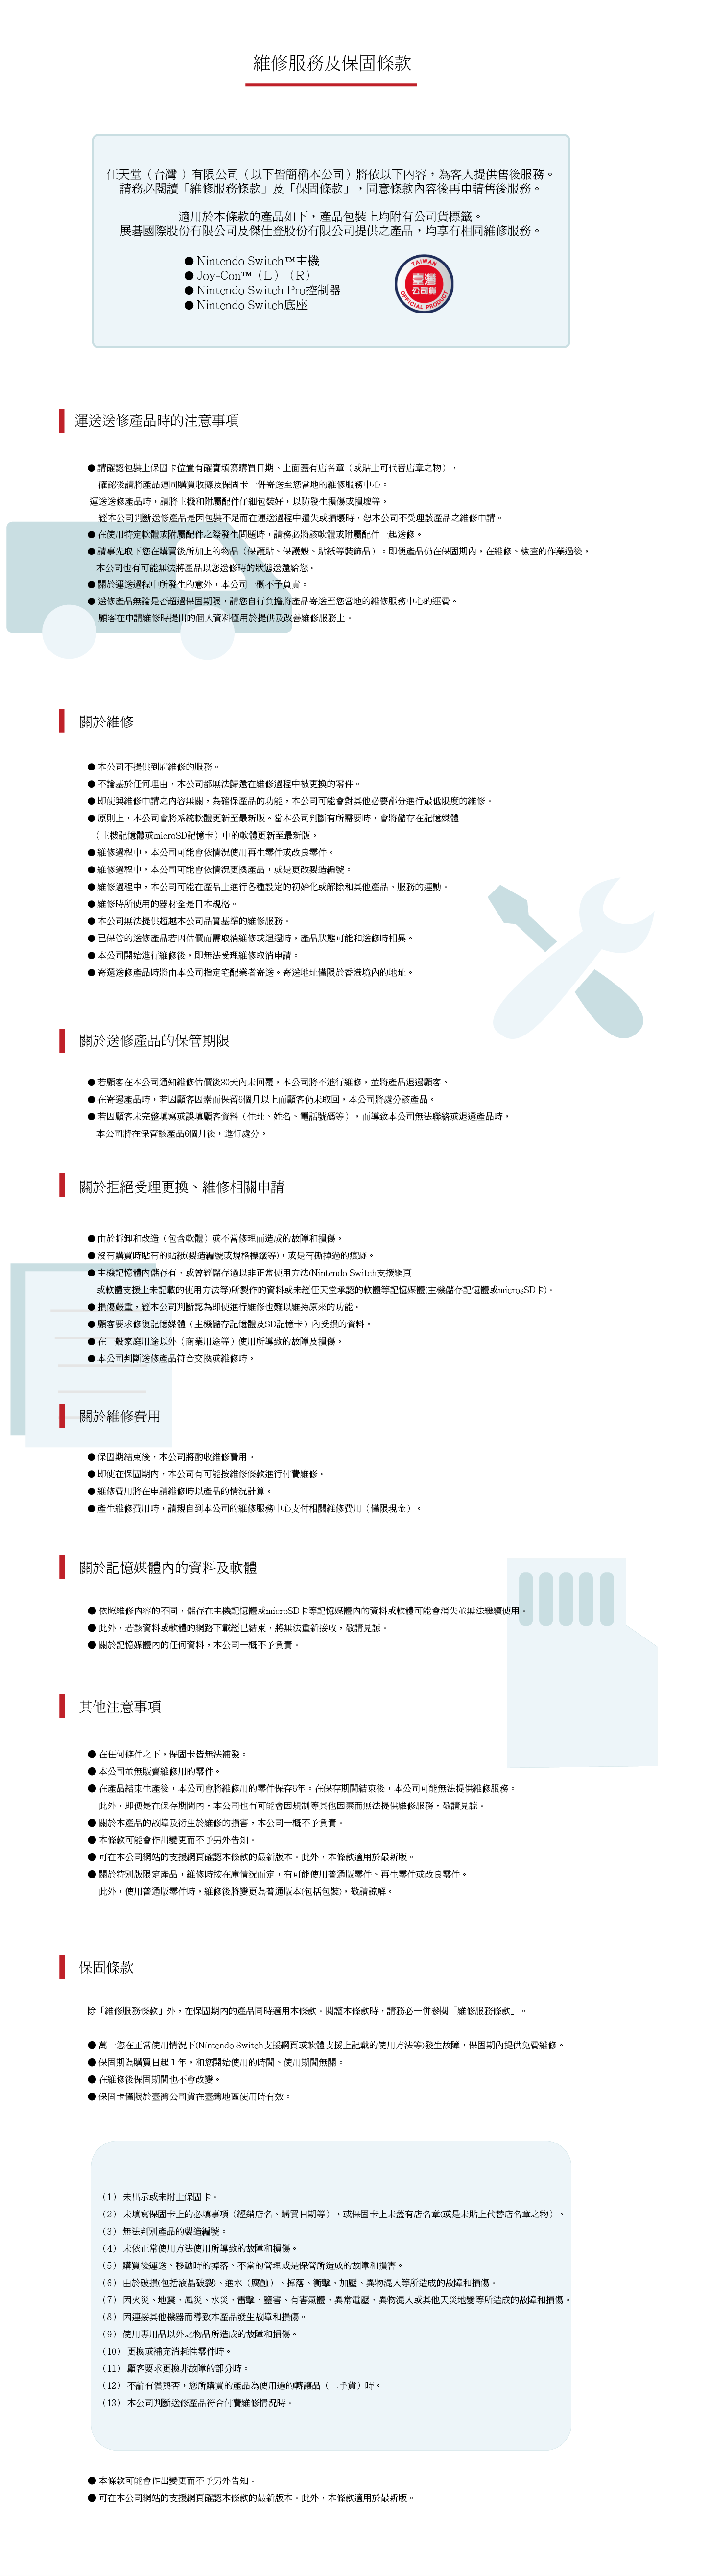 維修服務及保固條款
任天堂（台灣 ）有限公司（以下皆簡稱本公司）將依以下內容，為客人提供售後服務。
請務必閱讀「維修服務條款」及「保固條款」，同意條款內容後再申請售後服務。
適用於本條款的產品如下，產品包裝上均附有公司貨標籤。
展碁國際股份有限公司及傑仕登股份有限公司提供之產品，均享有相同維修服務。
● Nintendo Switch™主機
● Joy-Con™（L）（R）
● Nintendo Switch Pro控制器
● Nintendo Switch底座
TAIWAN
臺灣
公司貨
OFFICIAL PRODUCT
運送送修產品時的注意事項
● 請確認包裝上保固卡位置有確實填寫購買日期、上面蓋有店名章（或貼上可代替店章之物），
確認後請將產品連同購買收據及保固卡一併寄送至您當地的維修服務中心。
運送送修產品時，請將主機和附屬配件仔細包裝好，以防發生損傷或損壞等。
經本公司判斷送修產品是因包裝不足而在運送過程中遺失或損壞時，恕本公司不受理該產品之維修申請。
● 在使用特定軟體或附屬配件之際發生問題時，請務必將該軟體或附屬配件一起送修。
● 請事先取下您在購買後所加上的物品（保護貼、保護殼、貼紙等裝飾品）。即便產品仍在保固期內，在維修、檢查的作業過後，
本公司也有可能無法將產品以您送修時的狀態送還給您。
● 關於運送過程中所發生的意外，本公司一概不予負責。
● 送修產品無論是否超過保固期限，請您自行負擔將產品寄送至您當地的維修服務中心的運費。
顧客在申請維修時提出的個人資料僅用於提供及改善維修服務上。
關於維修
● 本公司不提供到府維修的服務。
● 不論基於任何理由，本公司都無法歸還在維修過程中被更換的零件。
● 即使與維修申請之內容無關，為確保產品的功能，本公司可能會對其他必要部分進行最低限度的維修。
● 原則上，本公司會將系統軟體更新至最新版。當本公司判斷有所需要時，會將儲存在記憶媒體
（主機記憶體或microSD記憶卡）中的軟體更新至最新版。
● 維修過程中，本公司可能會依情況使用再生零件或改良零件。
● 維修過程中，本公司可能會依情況更換產品，或是更改製造編號。
● 維修過程中，本公司可能在產品上進行各種設定的初始化或解除和其他產品、服務的連動。
● 維修時所使用的器材全是日本規格。
● 本公司無法提供超越本公司品質基準的維修服務。
● 已保管的送修產品若因估價而需取消維修或退還時，產品狀態可能和送修時相異。
● 本公司開始進行維修後，即無法受理維修取消申請。
● 寄還送修產品時將由本公司指定宅配業者寄送。寄送地址僅限於香港境內的地址。
關於送修產品的保管期限
● 若顧客在本公司通知維修估價後30天內未回覆，本公司將不進行維修，並將產品退還顧客。
● 在寄還產品時，若因顧客因素而保留6個月以上而顧客仍未取回，本公司將處分該產品。
● 若因顧客未完整填寫或誤填顧客資料（住址、姓名、電話號碼等），而導致本公司無法聯絡或退還產品時，
本公司將在保管該產品6個月後，進行處分。
關於拒絕受理更換、維修相關申請
● 由於拆卸和改造（包含軟體）或不當修理而造成的故障和損傷。
● 沒有購買時貼有的貼紙(製造編號或規格標籤等)，或是有撕掉過的痕跡。
● 主機記憶體內儲存有、或曾經儲存過以非正常使用方法(Nintendo Switch支援網頁
或軟體支援上未記載的使用方法等)所製作的資料或未經任天堂承認的軟體等記憶媒體(主機儲存記憶體或microsSD卡)。
● 損傷嚴重，經本公司判斷認為即使進行維修也難以維持原來的功能。
● 顧客要求修復記憶媒體（主機儲存記憶體及SD記憶卡）內受損的資料。
● 在一般家庭用途以外（商業用途等）使用所導致的故障及損傷。
● 本公司判斷送修產品符合交換或維修時。
關於維修費用
● 保固期結束後，本公司將酌收維修費用。
● 即使在保固期內，本公司有可能按維修條款進行付費維修。
● 維修費用將在申請維修時以產品的情況計算。
● 產生維修費用時，請親自到本公司的維修服務中心支付相關維修費用（僅限現金）。
關於記憶媒體內的資料及軟體
● 依照維修內容的不同，儲存在主機記憶體或microSD卡等記憶媒體內的資料或軟體可能會消失並無法繼續使用。
● 此外，若該資料或軟體的網路下載經已結束，將無法重新接收，敬請見諒。
● 關於記憶媒體內的任何資料，本公司一概不予負責。
其他注意事項
● 在任何條件之下，保固卡皆無法補發。
● 本公司並無販賣維修用的零件。
● 在產品結束生產後，本公司會將維修用的零件保存6年。在保存期間結束後，本公司可能無法提供維修服務。
此外，即便是在保存期間內，本公司也有可能會因規制等其他因素而無法提供維修服務，敬請見諒。
● 關於本產品的故障及衍生於維修的損害，本公司一概不予負責。
● 本條款可能會作出變更而不予另外告知。
● 可在本公司網站的支援網頁確認本條款的最新版本。此外，本條款適用於最新版。
● 關於特別版限定產品，維修時按在庫情況而定，有可能使用普通版零件、再生零件或改良零件。
此外，使用普通版零件時，維修後將變更為普通版本(包括包裝)，敬請諒解。
保固條款
除「維修服務條款」外，在保固期內的產品同時適用本條款。閱讀本條款時，請務必一併參閱「維修服務條款」。
● 萬一您在正常使用情況下(Nintendo Switch支援網頁或軟體支援上記載的使用方法等)發生故障，保固期內提供免費維修。
● 保固期為購買日起１年，和您開始使用的時間、使用期間無關。
● 在維修後保固期間也不會改變。
● 保固卡僅限於臺灣公司貨在臺灣地區使用時有效。
（1） 未出示或未附上保固卡。
（2） 未填寫保固卡上的必填事項（經銷店名、購買日期等），或保固卡上未蓋有店名章(或是未貼上代替店名章之物）。
（3） 無法判別產品的製造編號。
（4） 未依正常使用方法使用所導致的故障和損傷。
（5） 購買後運送、移動時的掉落、不當的管理或是保管所造成的故障和損害。
（6） 由於破損(包括液晶破裂)、進水（腐蝕）、掉落、衝擊、加壓、異物混入等所造成的故障和損傷。
（7） 因火災、地震、風災、水災、雷擊、鹽害、有害氣體、異常電壓、異物混入或其他天災地變等所造成的故障和損傷。
（8） 因連接其他機器而導致本產品發生故障和損傷。
（9） 使用專用品以外之物品所造成的故障和損傷。
（10） 更換或補充消耗性零件時。
（11） 顧客要求更換非故障的部分時。
（12） 不論有償與否，您所購買的產品為使用過的轉讓品（二手貨）時。
（13） 本公司判斷送修產品符合付費維修情況時。
● 本條款可能會作出變更而不予另外告知。
● 可在本公司網站的支援網頁確認本條款的最新版本。此外，本條款適用於最新版。